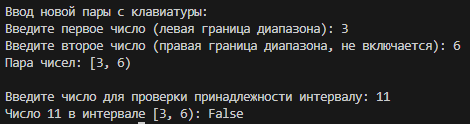 Ввод новой пары с клавиатуры:
Введите первое число (левая граница диапазона): 3
Введите второе число (правая граница диапазона, не включается): 6
Пара чисел: [3, 6)
Введите число для проверки принадлежности интервалу: 11
Число 11 в интервале [3, 6): False